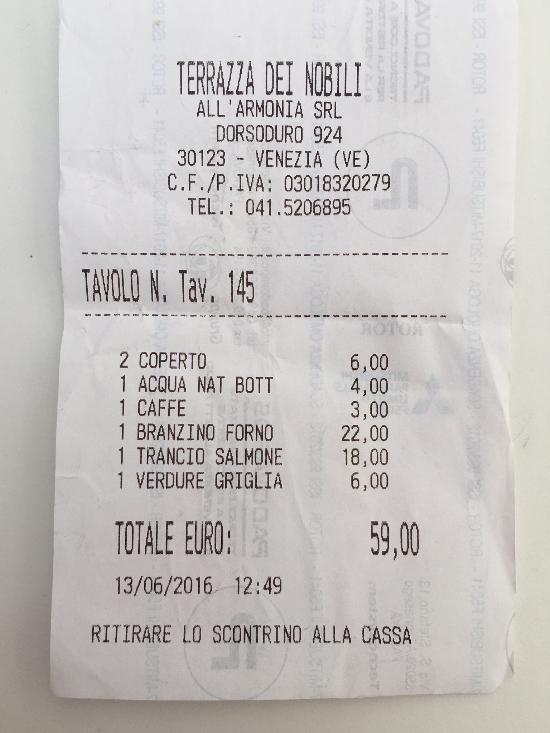 TERRAZZA DEI NOBILI
ALL'ARMONIA SRL
DORSODURO 924
30123 - VENEZIA (VE)
C.F./P.IVA: 03018320279
TEL.: 041.5206895
TAVOLO N. Tav. 145
2 COPERTO 6,00
1 ACQUA NAT BOTT 4,00
1 CAFFE 3,00
1 BRANZINO FORNO 22,00
1 TRANCIO SALMONE 18,00
1 VERDURE GRIGLIA 6,00
TOTALE EURO: 59,00
13/06/2016 12:49
RITIRARE LO SCONTRINO ALLA CASSA
PADOVA
ROTOR